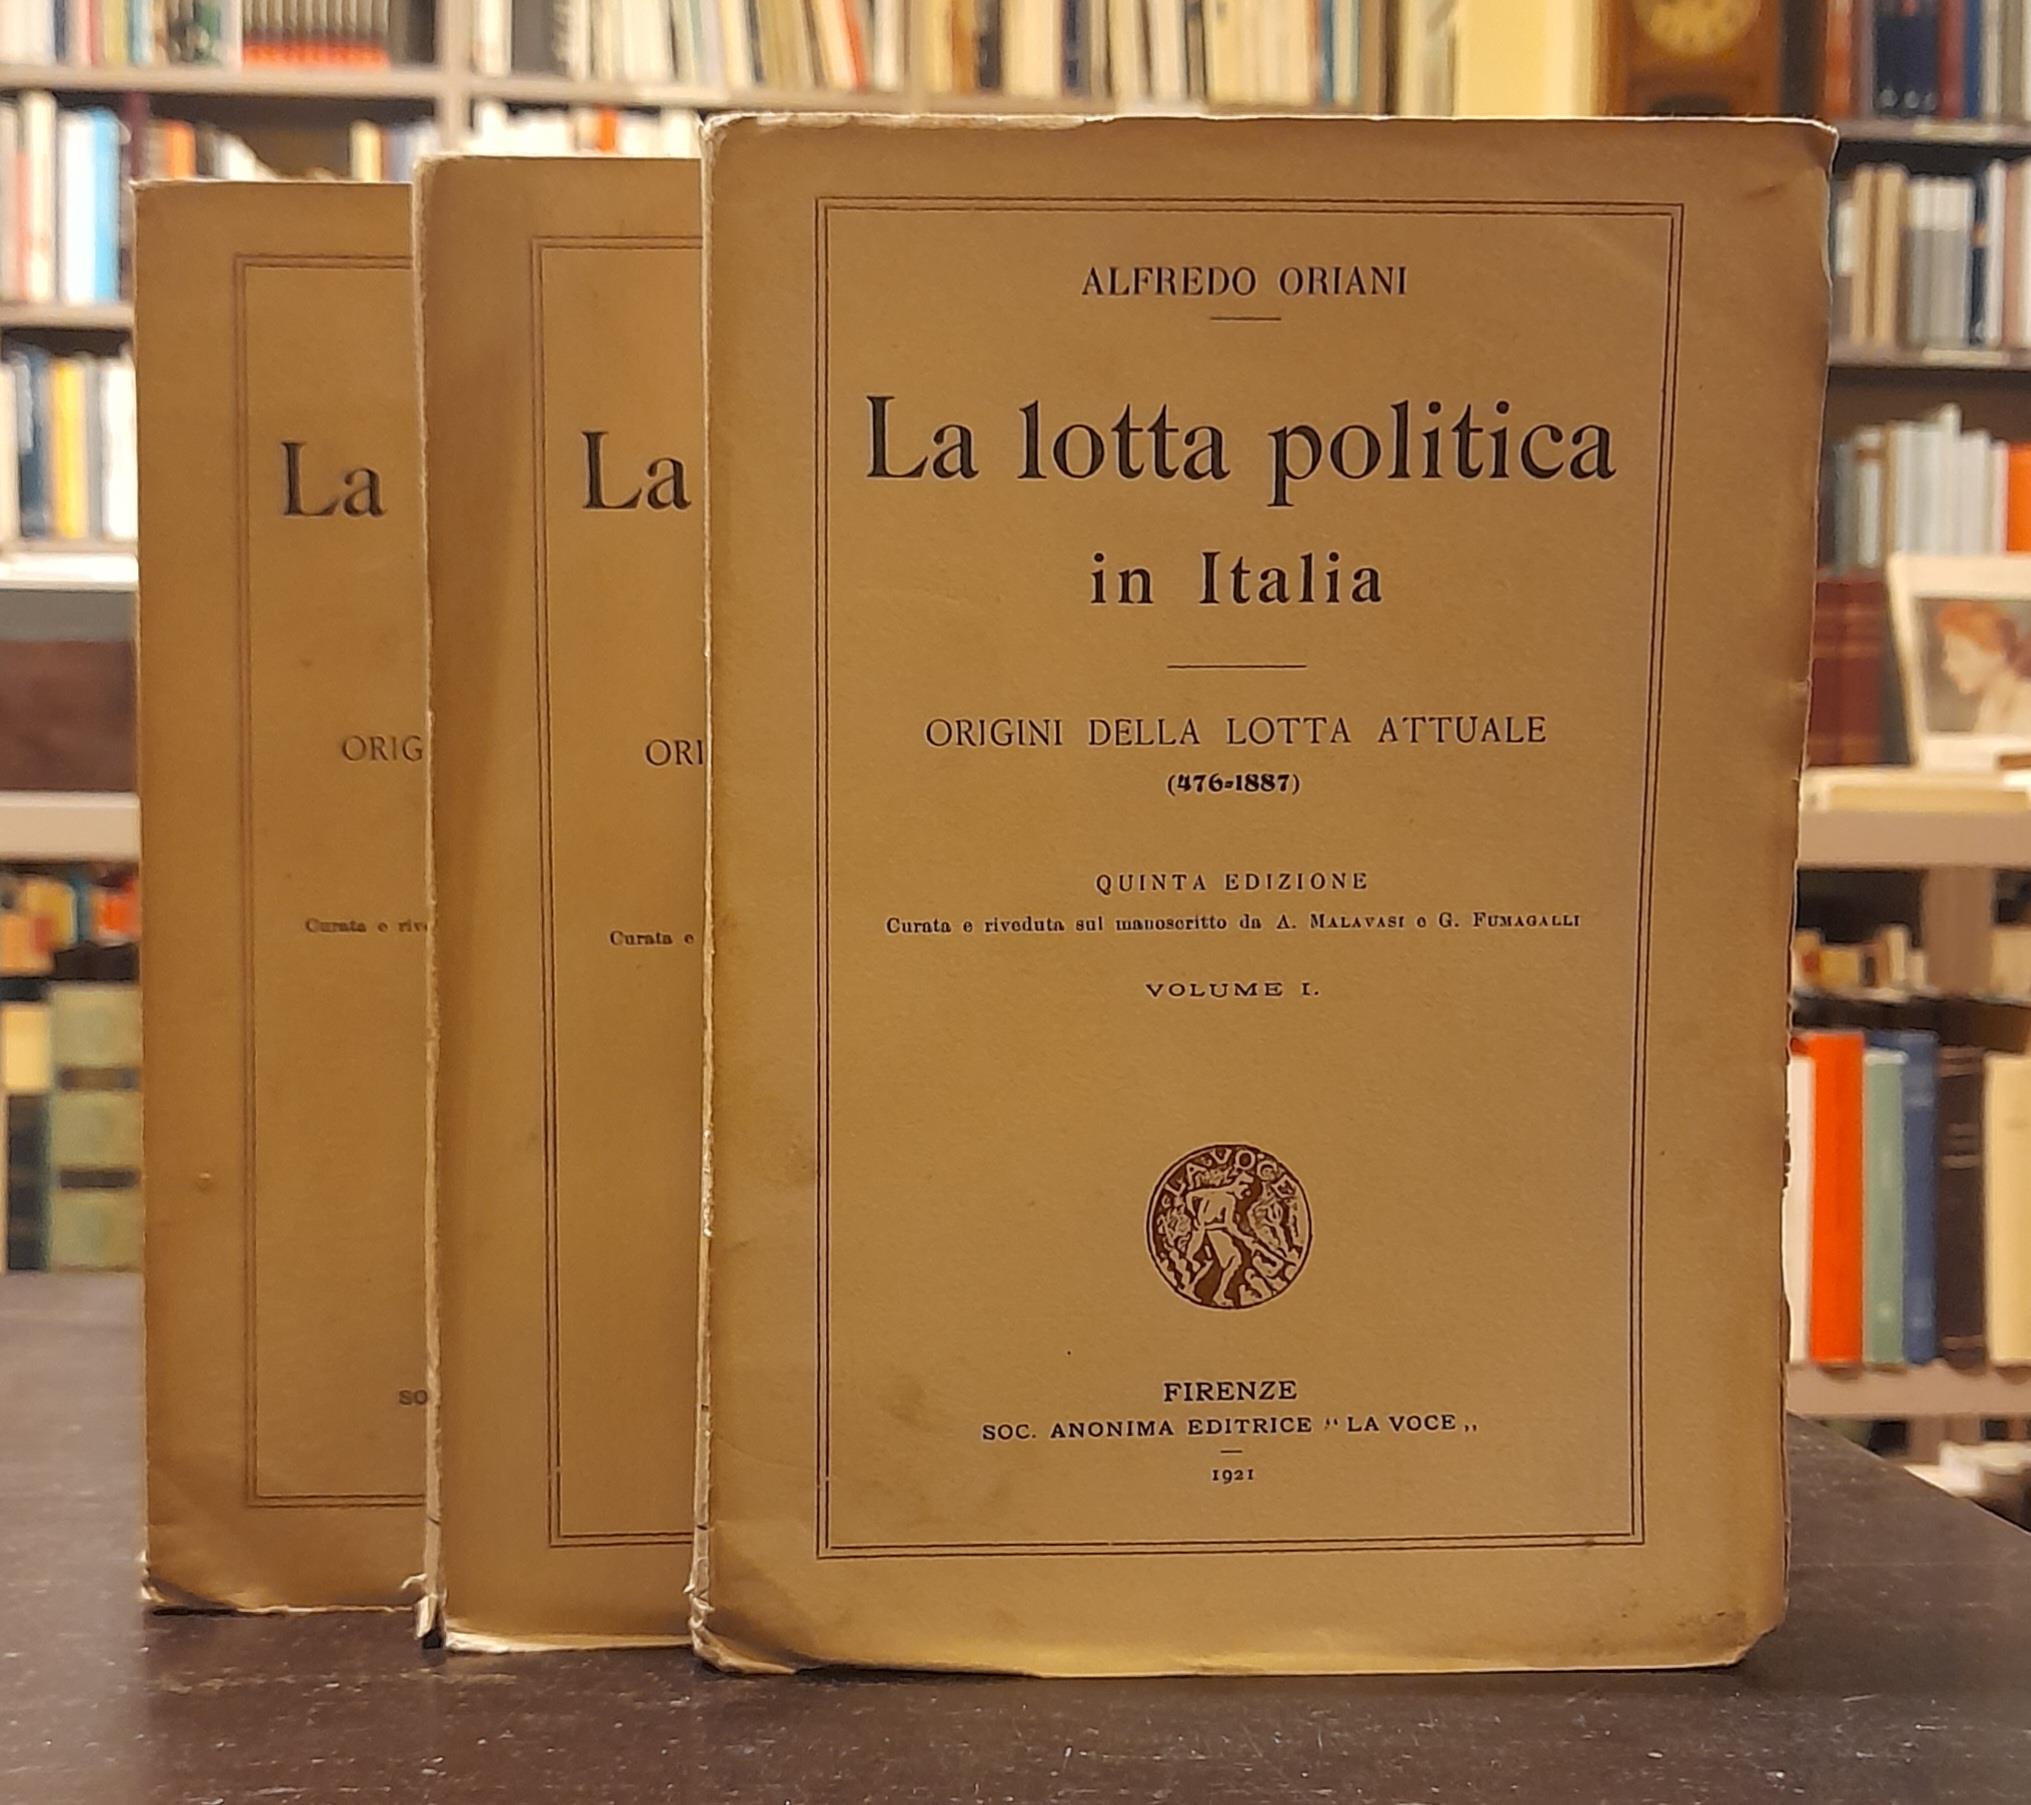 ALFREDO ORIANI
La lotta politica
in Italia
ORIGINI DELLA LOTTA ATTUALE
(476=1887)
QUINTA EDIZIONE
Curata e riveduta sul manoscritto da A. MALAVASI e G. FUMAGALLI
VOLUME I.
LA VOCE
FIRENZE
SOC. ANONIMA EDITRICE “ LA VOCE „
1921
La
ORI
Curata e
La
ORIG
Curata e riv
SO